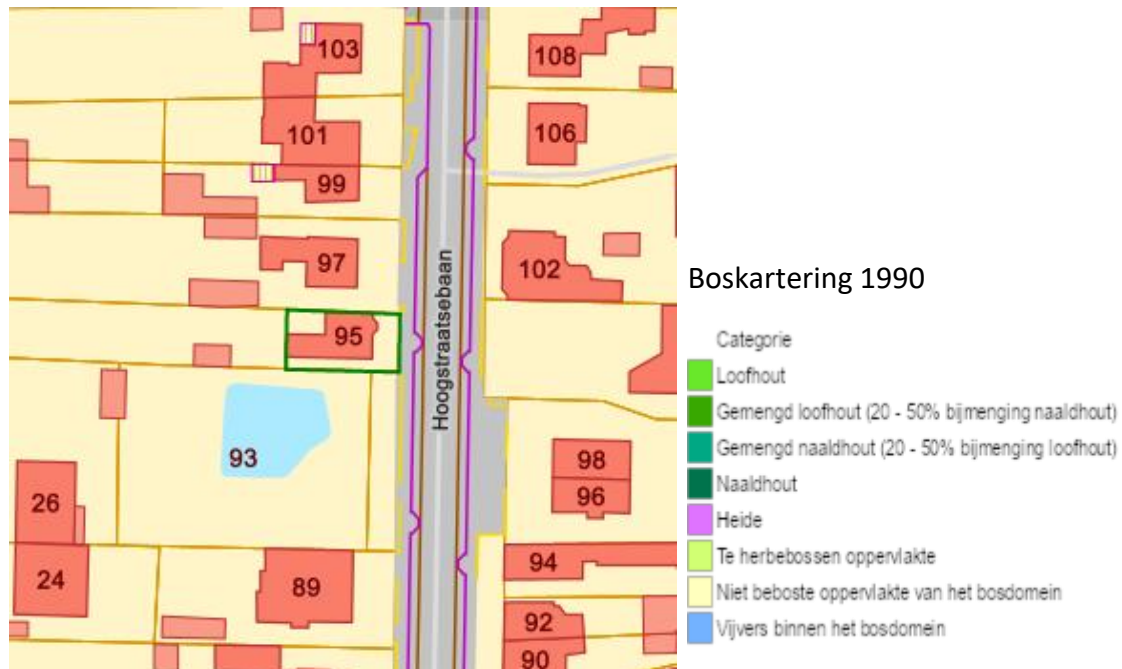 103
108
101
106
99
97
102
95
Hoogstraatsebaan
93
98
96
26
24
89
94
92
90
Boskartering 1990
Categorie
Loofhout
Gemengd loofhout (20 - 50% bijmenging naaldhout)
Gemengd naaldhout (20 - 50% bijmenging loofhout)
Naaldhout
Heide
Te herbebossen oppervlakte
Niet beboste oppervlakte van het bosdomein
Vijvers binnen het bosdomein